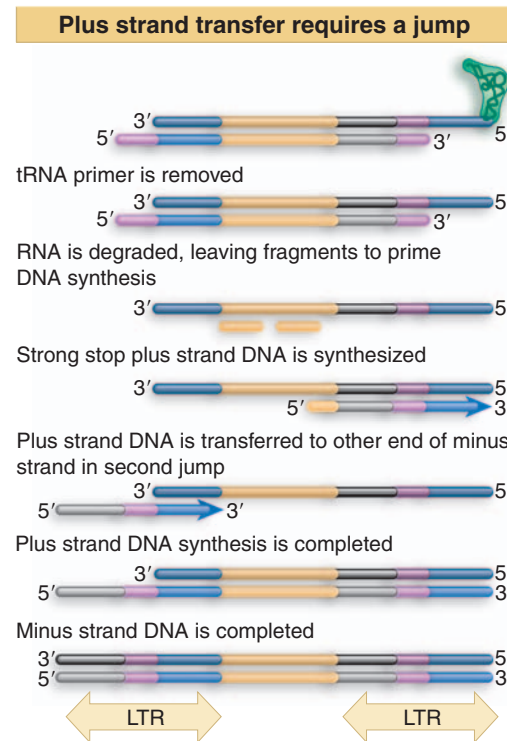 Plus strand transfer requires a jump
3′ 5
5′ 3′
tRNA primer is removed
3′ 5
5′ 3′
RNA is degraded, leaving fragments to prime
DNA synthesis
3′ 5
Strong stop plus strand DNA is synthesized
3′ 5
5′ 3
Plus strand DNA is transferred to other end of minus
strand in second jump
3′ 5
5′ 3′
Plus strand DNA synthesis is completed
3′ 5
5′ 3
Minus strand DNA is completed
3′ 5
5′ 3
LTR LTR